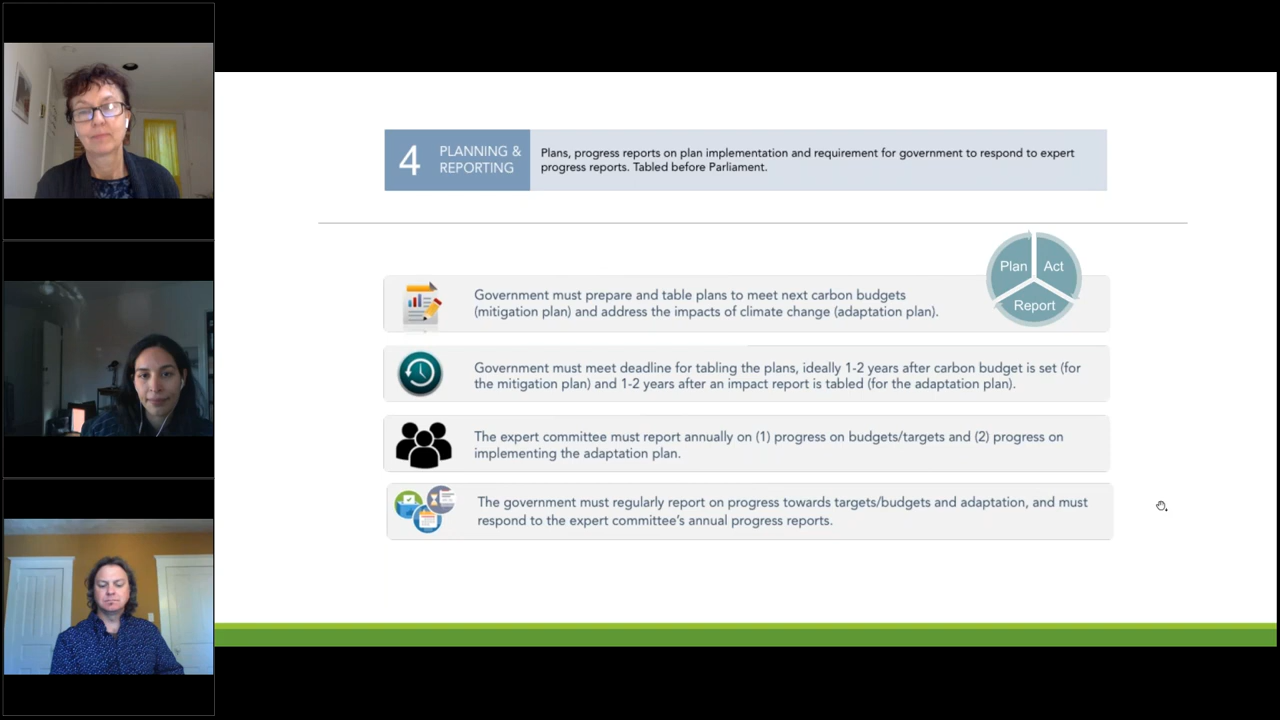 4
PLANNING &
REPORTING
Plans, progress reports on plan implementation and requirement for government to respond to expert
progress reports. Tabled before Parliament.
Plan
Act
Report
Government must prepare and table plans to meet next carbon budgets
(mitigation plan) and address the impacts of climate change (adaptation plan).
Government must meet deadline for tabling the plans, ideally 1-2 years after carbon budget is set (for
the mitigation plan) and 1-2 years after an impact report is tabled (for the adaptation plan).
The expert committee must report annually on (1) progress on budgets/targets and (2) progress on
implementing the adaptation plan.
The government must regularly report on progress towards targets/budgets and adaptation, and must
respond to the expert committee’s annual progress reports.